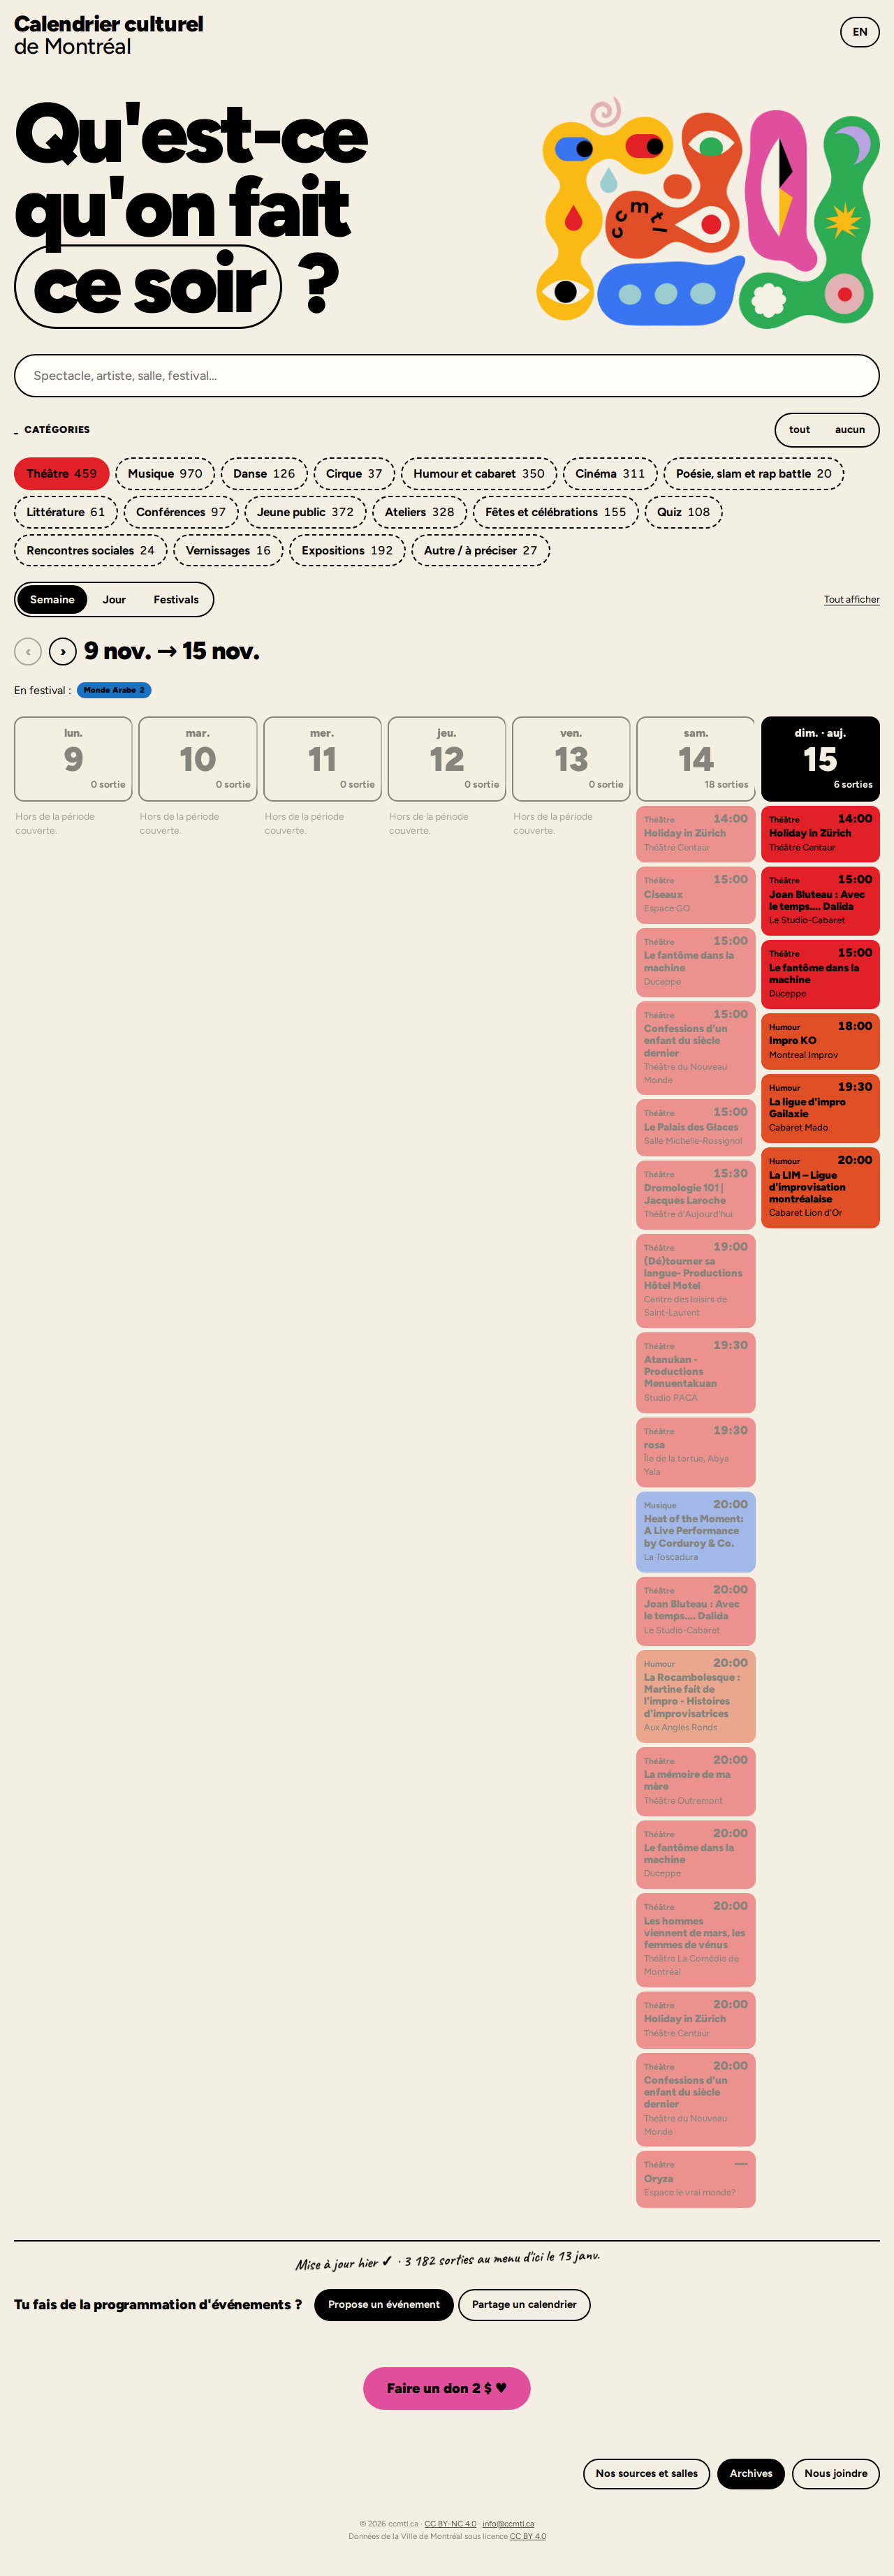 Calendrier culturel
de Montréal
EN
Qu'est-ce
qu'on fait
ce soir ?
ccmtl
Spectacle, artiste, salle, festival...
CATÉGORIES
tout aucun
Théâtre 459 Musique 970 Danse 126 Cirque 37 Humour et cabaret 350 Cinéma 311 Poésie, slam et rap battle 20
Littérature 61 Conférences 97 Jeune public 372 Ateliers 328 Fêtes et célébrations 155 Quiz 108
Rencontres sociales 24 Vernissages 16 Expositions 192 Autre / à préciser 27
Semaine Jour Festivals
Tout afficher
‹ › 9 nov. → 15 nov.
En festival : Monde Arabe 2
lun.
9
0 sortie
Hors de la période
couverte.
mar.
10
0 sortie
Hors de la période
couverte.
mer.
11
0 sortie
Hors de la période
couverte.
jeu.
12
0 sortie
Hors de la période
couverte.
ven.
13
0 sortie
Hors de la période
couverte.
sam.
14
18 sorties
Théâtre 14:00
Holiday in Zürich
Théâtre Centaur
Théâtre 15:00
Ciseaux
Espace GO
Théâtre 15:00
Le fantôme dans la
machine
Duceppe
Théâtre 15:00
Confessions d'un
enfant du siècle
dernier
Théâtre du Nouveau
Monde
Théâtre 15:00
Le Palais des Glaces
Salle Michelle-Rossignol
Théâtre 15:30
Dromologie 101 |
Jacques Laroche
Théâtre d'Aujourd'hui
Théâtre 19:00
(Dé)tourner sa
langue- Productions
Hôtel Motel
Centre des loisirs de
Saint-Laurent
Théâtre 19:30
Atanukan -
Productions
Menuentakuan
Studio PACA
Théâtre 19:30
rosa
Île de la tortue, Abya
Yala
Musique 20:00
Heat of the Moment:
A Live Performance
by Corduroy & Co.
La Toscadura
Théâtre 20:00
Joan Bluteau : Avec
le temps.... Dalida
Le Studio-Cabaret
Humour 20:00
La Rocambolesque :
Martine fait de
l'impro - Histoires
d'improvisatrices
Aux Angles Ronds
Théâtre 20:00
La mémoire de ma
mère
Théâtre Outremont
Théâtre 20:00
Le fantôme dans la
machine
Duceppe
Théâtre 20:00
Les hommes
viennent de mars, les
femmes de vénus
Théâtre La Comédie de
Montréal
Théâtre 20:00
Holiday in Zürich
Théâtre Centaur
Théâtre 20:00
Confessions d'un
enfant du siècle
dernier
Théâtre du Nouveau
Monde
Théâtre —
Oryza
Espace le vrai monde?
dim. · auj.
15
6 sorties
Théâtre 14:00
Holiday in Zürich
Théâtre Centaur
Théâtre 15:00
Joan Bluteau : Avec
le temps.... Dalida
Le Studio-Cabaret
Théâtre 15:00
Le fantôme dans la
machine
Duceppe
Humour 18:00
Impro KO
Montreal Improv
Humour 19:30
La ligue d'impro
Gailaxie
Cabaret Mado
Humour 20:00
La LIM – Ligue
d'improvisation
montréalaise
Cabaret Lion d'Or
Mise à jour hier ✓ · 3 182 sorties au menu d'ici le 13 janv.
Tu fais de la programmation d'événements ? Propose un événement Partage un calendrier
Faire un don 2 $ ♥
Nos sources et salles Archives Nous joindre
© 2026 ccmtl.ca · CC BY-NC 4.0 · info@ccmtl.ca
Données de la Ville de Montréal sous licence CC BY 4.0